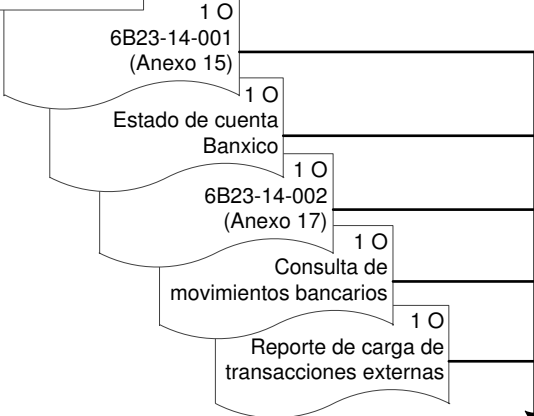 1 O
6B23-14-001
(Anexo 15)
1 O
Estado de cuenta
Banxico
1 O
6B23-14-002
(Anexo 17)
1 O
Consulta de
movimientos bancarios
1 O
Reporte de carga de
transacciones externas